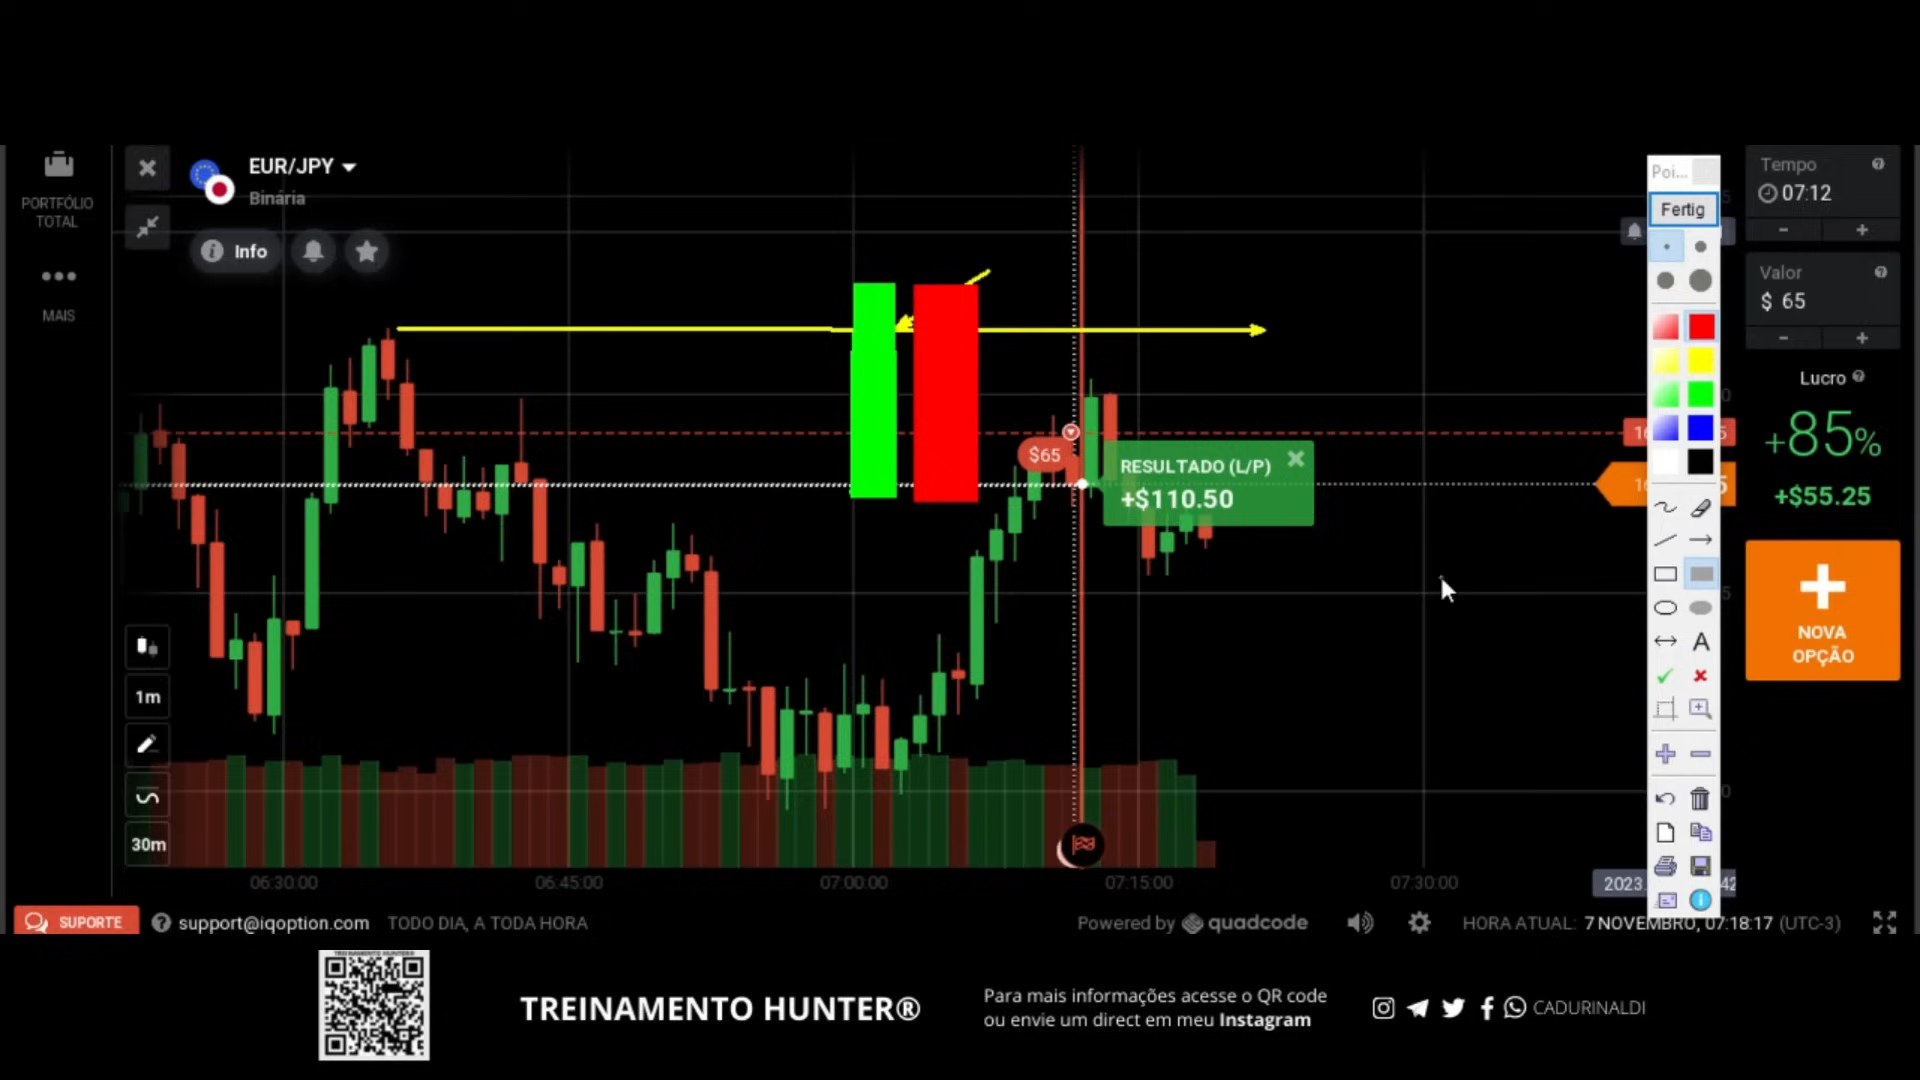 PORTFÓLIO
TOTAL
MAIS
EUR/JPY
Binária
Info
$65
RESULTADO (L/P)
+$110.50
1m
30m
06:30:00
06:45:00
07:00:00
07:15:00
07:30:00
2023.
42
Poi...
Fertig
A
Tempo
07:12
Valor
$ 65
Lucro
+85%
+$55.25
NOVA
OPÇÃO
SUPORTE
support@iqoption.com
TODO DIA, A TODA HORA
Powered by quadcode
HORA ATUAL: 7 NOVEMBRO, 07:18:17 (UTC-3)
TREINAMENTO HUNTER®
Para mais informações acesse o QR code
ou envie um direct em meu Instagram
CADURINALDI